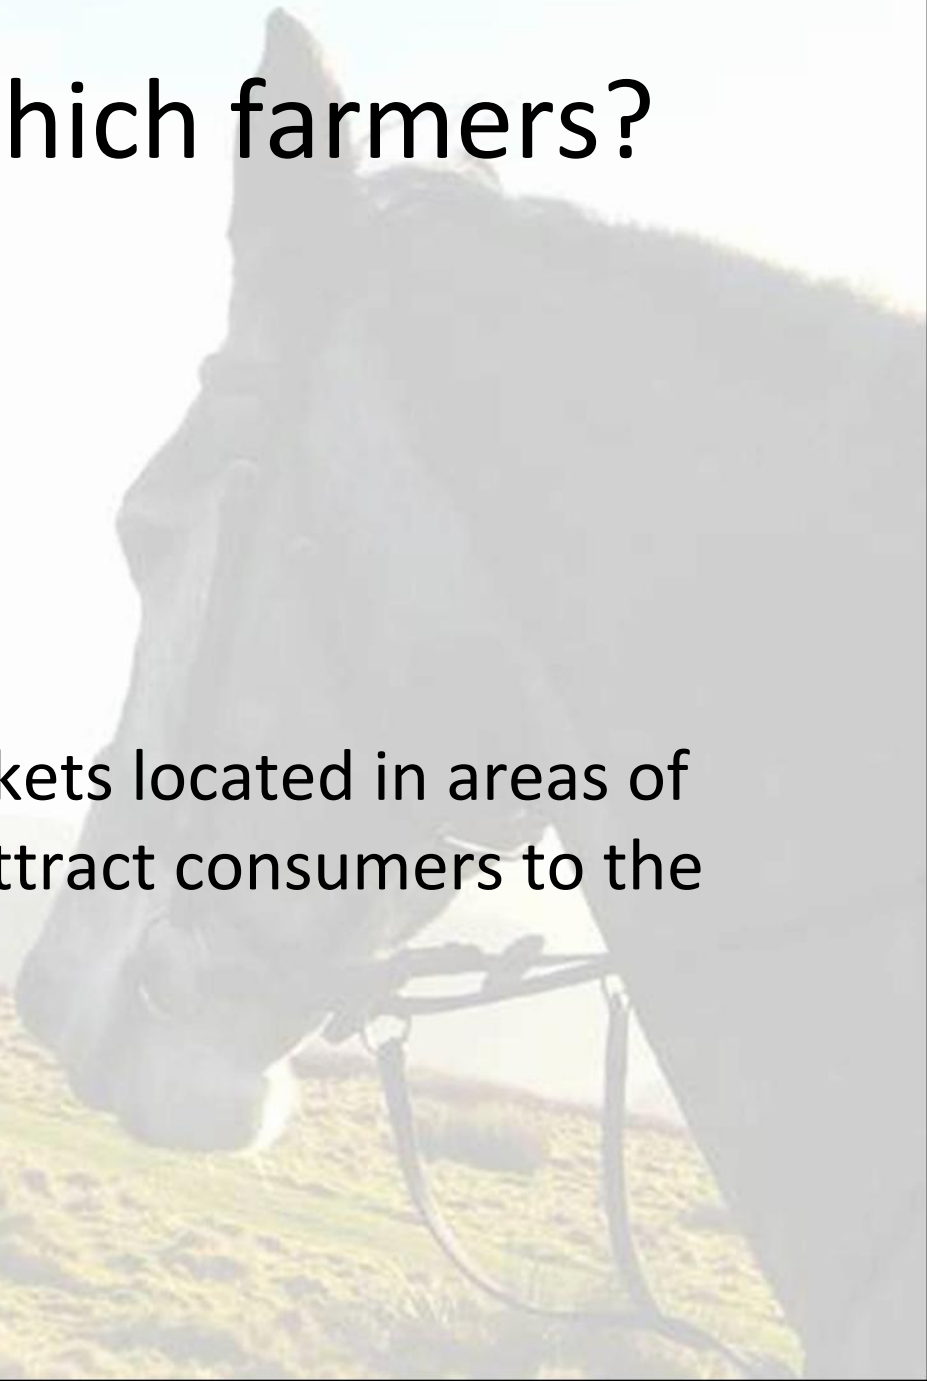 hich farmers?
kets located in areas of
ttract consumers to the